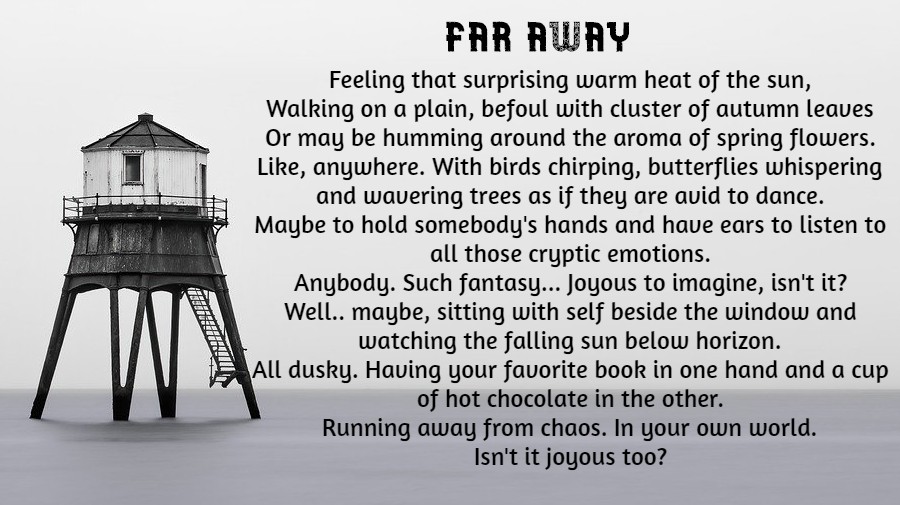 FAR AWAY
Feeling that surprising warm heat of the sun,
Walking on a plain, befoul with cluster of autumn leaves
Or may be humming around the aroma of spring flowers.
Like, anywhere. With birds chirping, butterflies whispering
and wavering trees as if they are avid to dance.
Maybe to hold somebody's hands and have ears to listen to
all those cryptic emotions.
Anybody. Such fantasy... Joyous to imagine, isn't it?
Well.. maybe, sitting with self beside the window and
watching the falling sun below horizon.
All dusky. Having your favorite book in one hand and a cup
of hot chocolate in the other.
Running away from chaos. In your own world.
Isn't it joyous too?